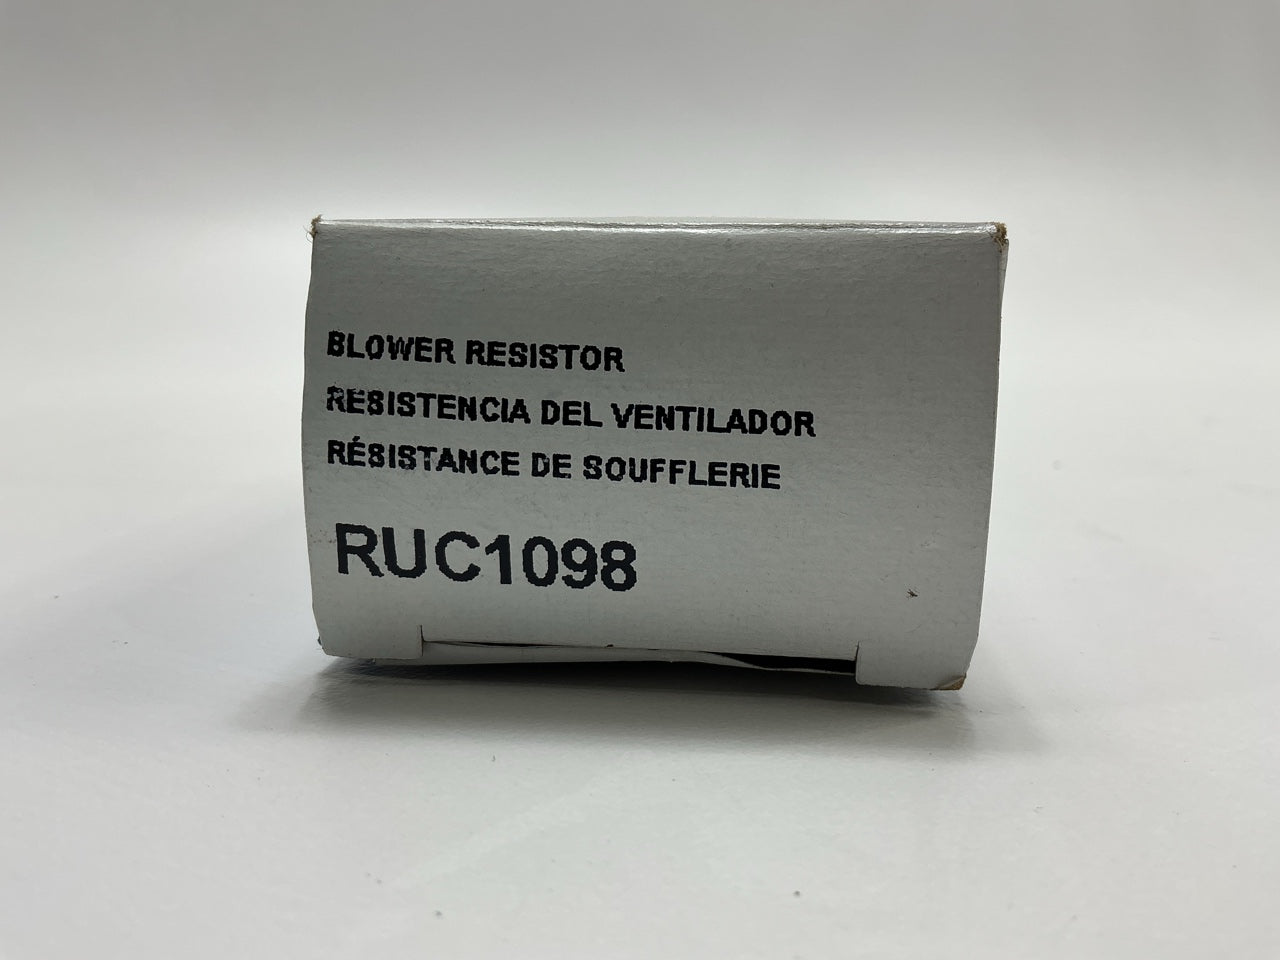 BLOWER RESISTOR
RESISTENCIA DEL VENTILADOR
RÉSISTANCE DE SOUFFLERIE
RUC1098